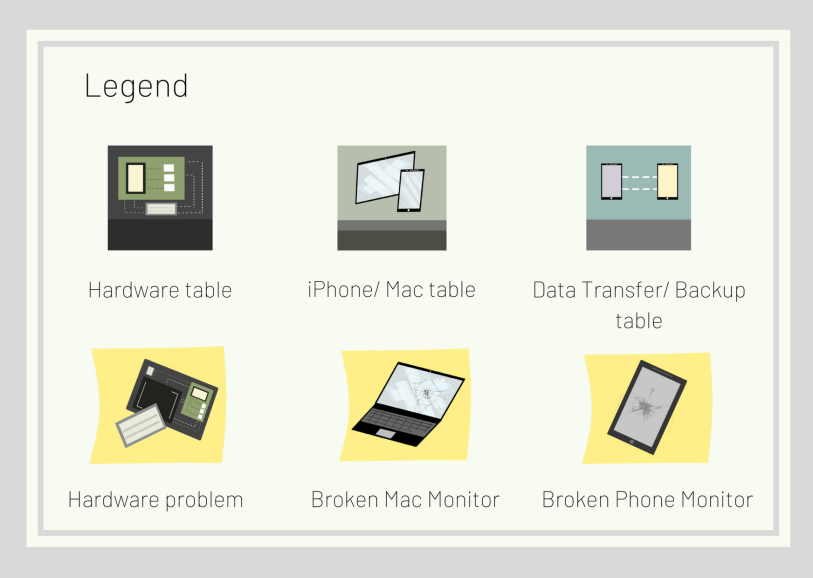 Legend
Hardware table
iPhone/ Mac table
Data Transfer/ Backup
table
Hardware problem
Broken Mac Monitor
Broken Phone Monitor